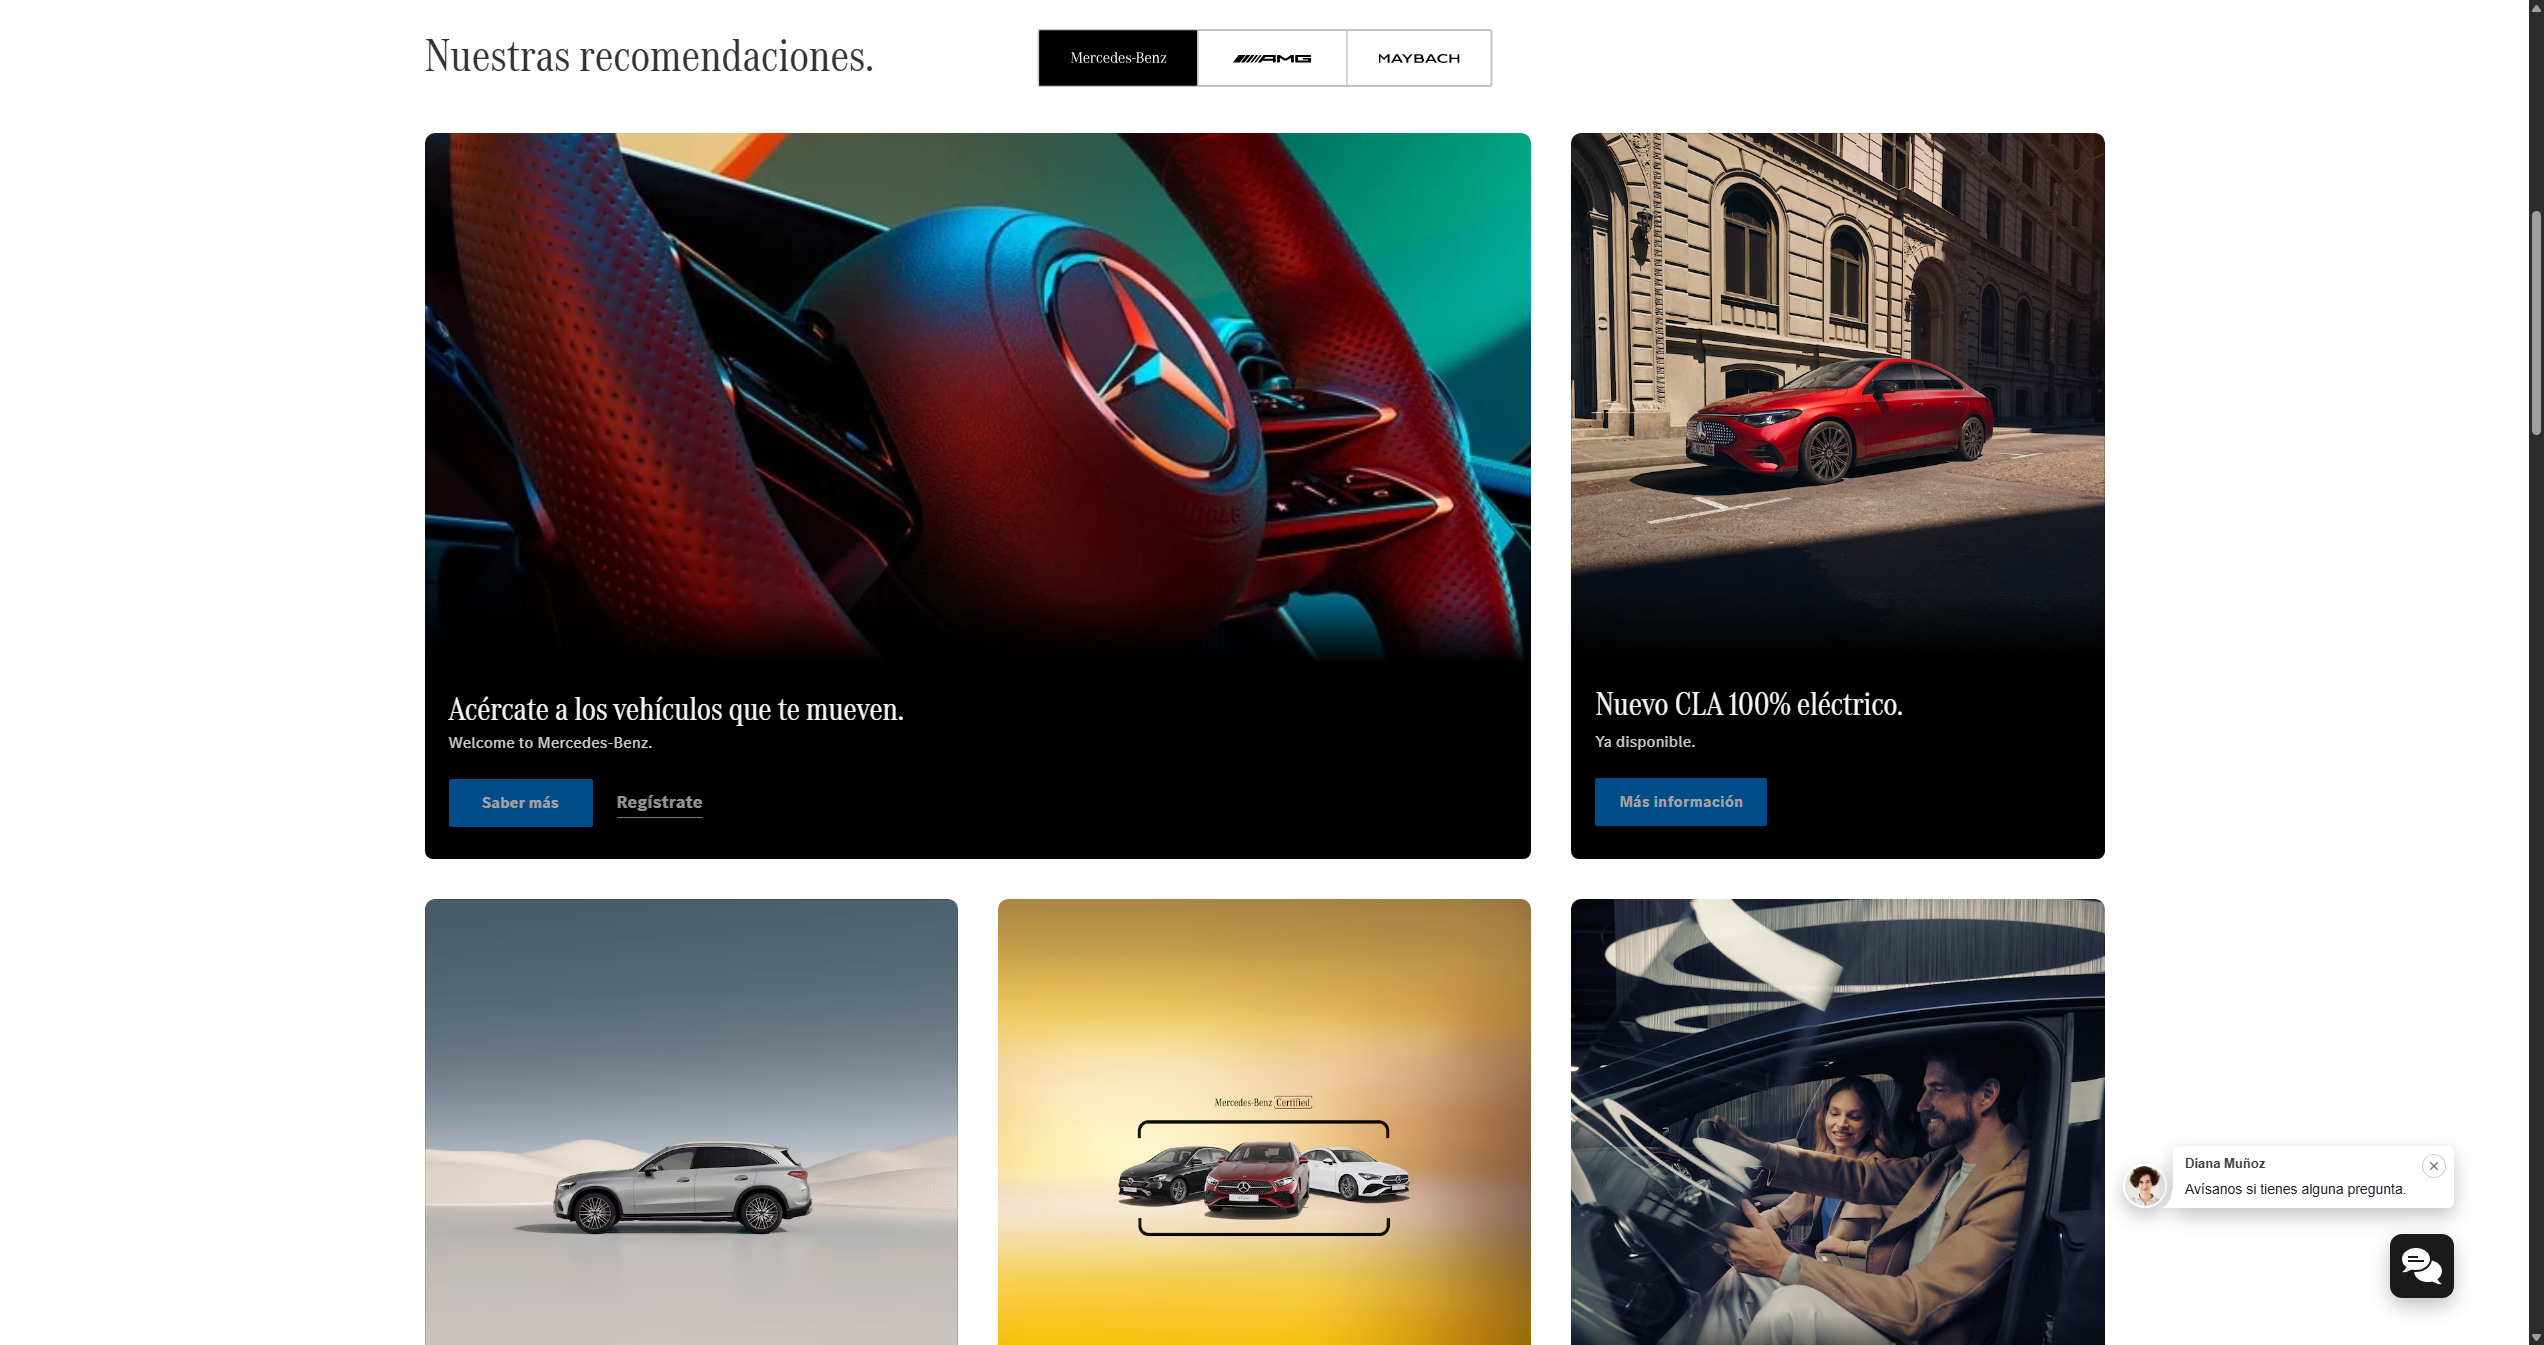 Nuestras recomendaciones.
Mercedes-Benz
AMG
MAYBACH
Acércate a los vehículos que te mueven.
Welcome to Mercedes-Benz.
Saber más
Regístrate
Nuevo CLA 100% eléctrico.
Ya disponible.
Más información
Mercedes-Benz Certified
Diana Muñoz
Avísanos si tienes alguna pregunta.